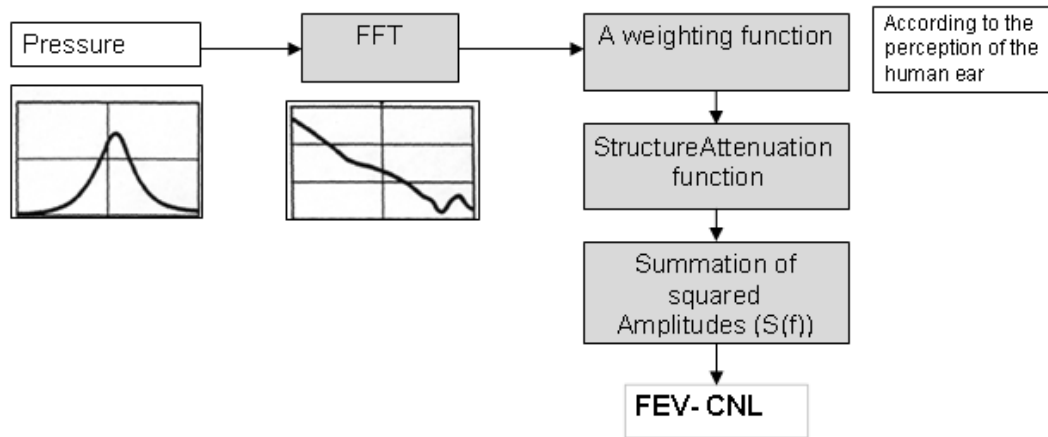 Pressure
FFT
A weighting function
According to the
perception of the
human ear
StructureAttenuation
function
Summation of
squared
Amplitudes (S(f))
FEV- CNL